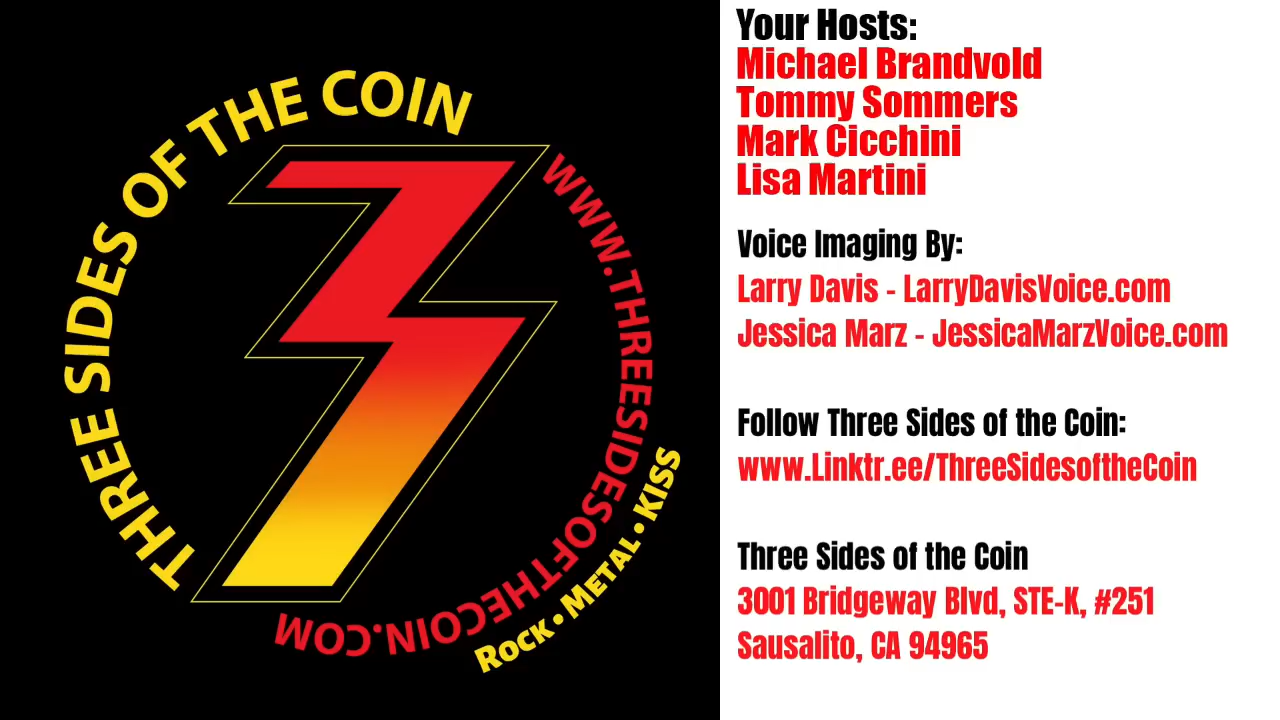 THREE SIDES OF THE COIN
WWW.THREESIDESOFTHECOIN.COM
ROCK • METAL • KISS
Your Hosts:
Michael Brandvold
Tommy Sommers
Mark Cicchini
Lisa Martini
Voice Imaging By:
Larry Davis - LarryDavisVoice.com
Jessica Marz - JessicaMarzVoice.com
Follow Three Sides of the Coin:
www.Linktr.ee/ThreeSidesoftheCoin
Three Sides of the Coin
3001 Bridgeway Blvd, STE-K, #251
Sausalito, CA 94965